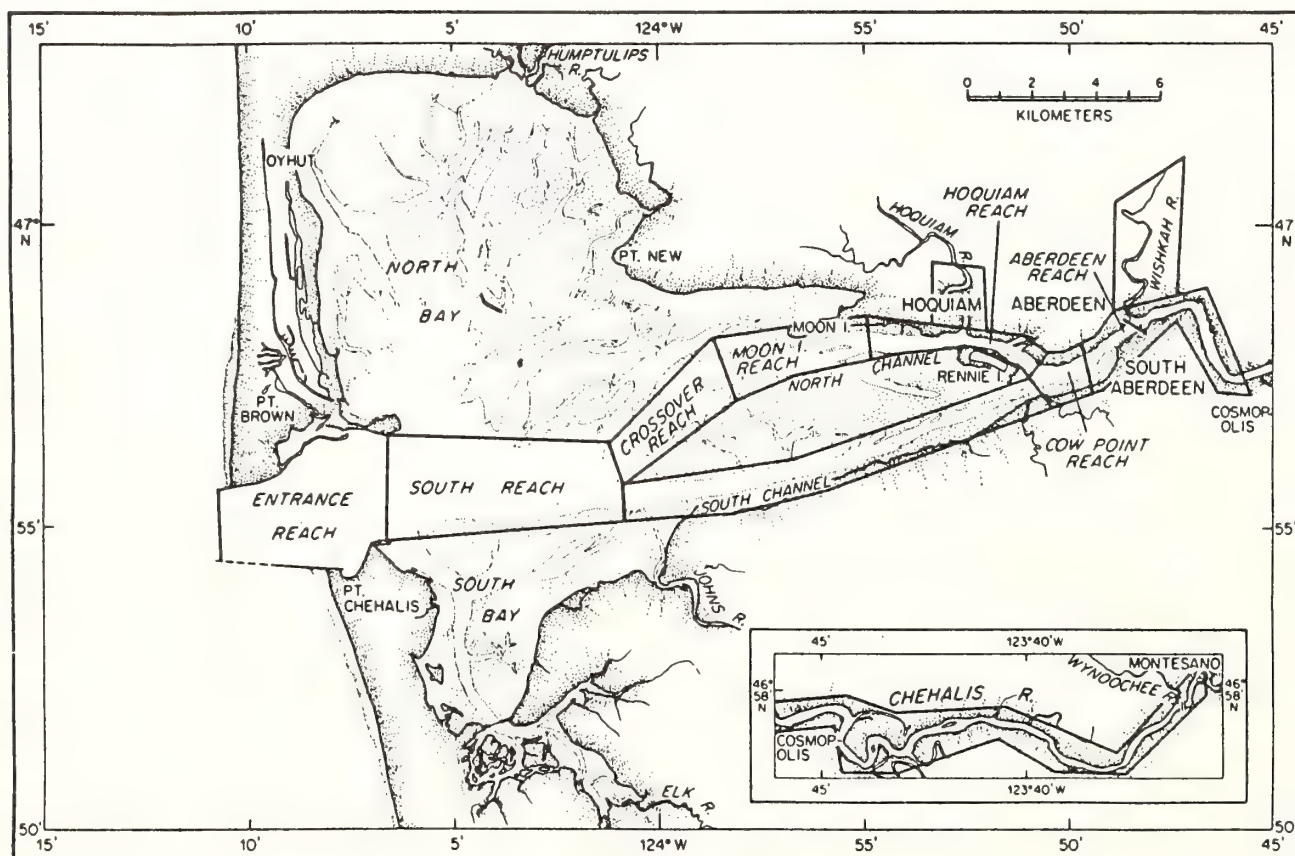 15'
10'
5'
124° W
55'
50'
45'
HUMPTULIPS
R.
0 2 4 6
KILOMETERS
OYHUT
47°
N
47°
N
NORTH
BAY
PT. NEW
HOQUIAM
R.
HOQUIAM
REACH
HOQUIAM
ABERDEEN
REACH
ABERDEEN
WISHKAH R.
MOON I.
MOON I.
REACH
NORTH CHANNEL
RENNIE I.
SOUTH
ABERDEEN
COSMOP-
OLIS
CROSSOVER
REACH
COW POINT
REACH
PT.
BROWN
ENTRANCE
REACH
SOUTH REACH
SOUTH CHANNEL
55'
55'
PT.
CHEHALIS
SOUTH
BAY
JOHNS
R.
ELK
R.
45'
123° 40' W
MONTESANO
WYNOOCHEE R.
46°
58'
N
46°
58'
N
CHEHALIS R.
COSMOP-
OLIS
45'
123° 40' W
50'
50'
15'
10'
5'
124° W
55'
50'
45'